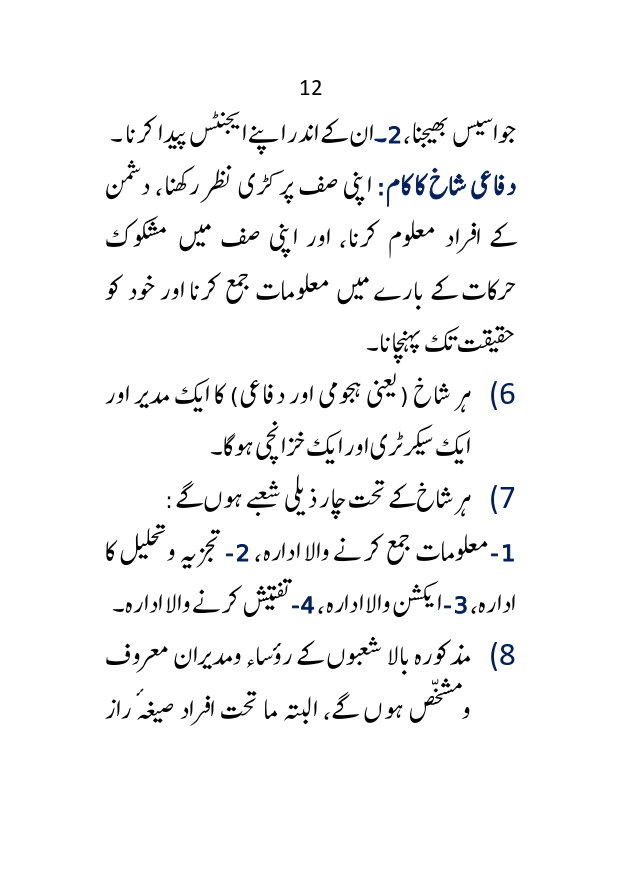 12
جواسیس بھیجنا، 2۔ان کے اندر اپنے ایجنٹس پیدا کرنا۔
دفاعی شاخ کا کام: اپنی صف پر کڑی نظر رکھنا، دشمن
کے افراد معلوم کرنا، اور اپنی صف میں مشکوک
حرکات کے بارے میں معلومات جمع کرنا اور خود کو
حقیقت تک پہنچانا۔
6) ہر شاخ (یعنی ہجومی اور دفاعی) کا ایک مدیر اور
ایک سیکرٹری اور ایک خزانچی ہوگا۔
7) ہر شاخ کے تحت چار ذیلی شعبے ہوں گے :
1-معلومات جمع کرنے والا ادارہ، 2- تجزیہ و تحلیل کا
ادارہ، 3-ایکشن والا ادارہ، 4-تفتیش کرنے والا ادارہ۔
8) مذکورہ بالا شعبوں کے رؤساء ومدیران معروف
ومشخّص ہوں گے، البتہ ما تحت افراد صیغہٴ راز